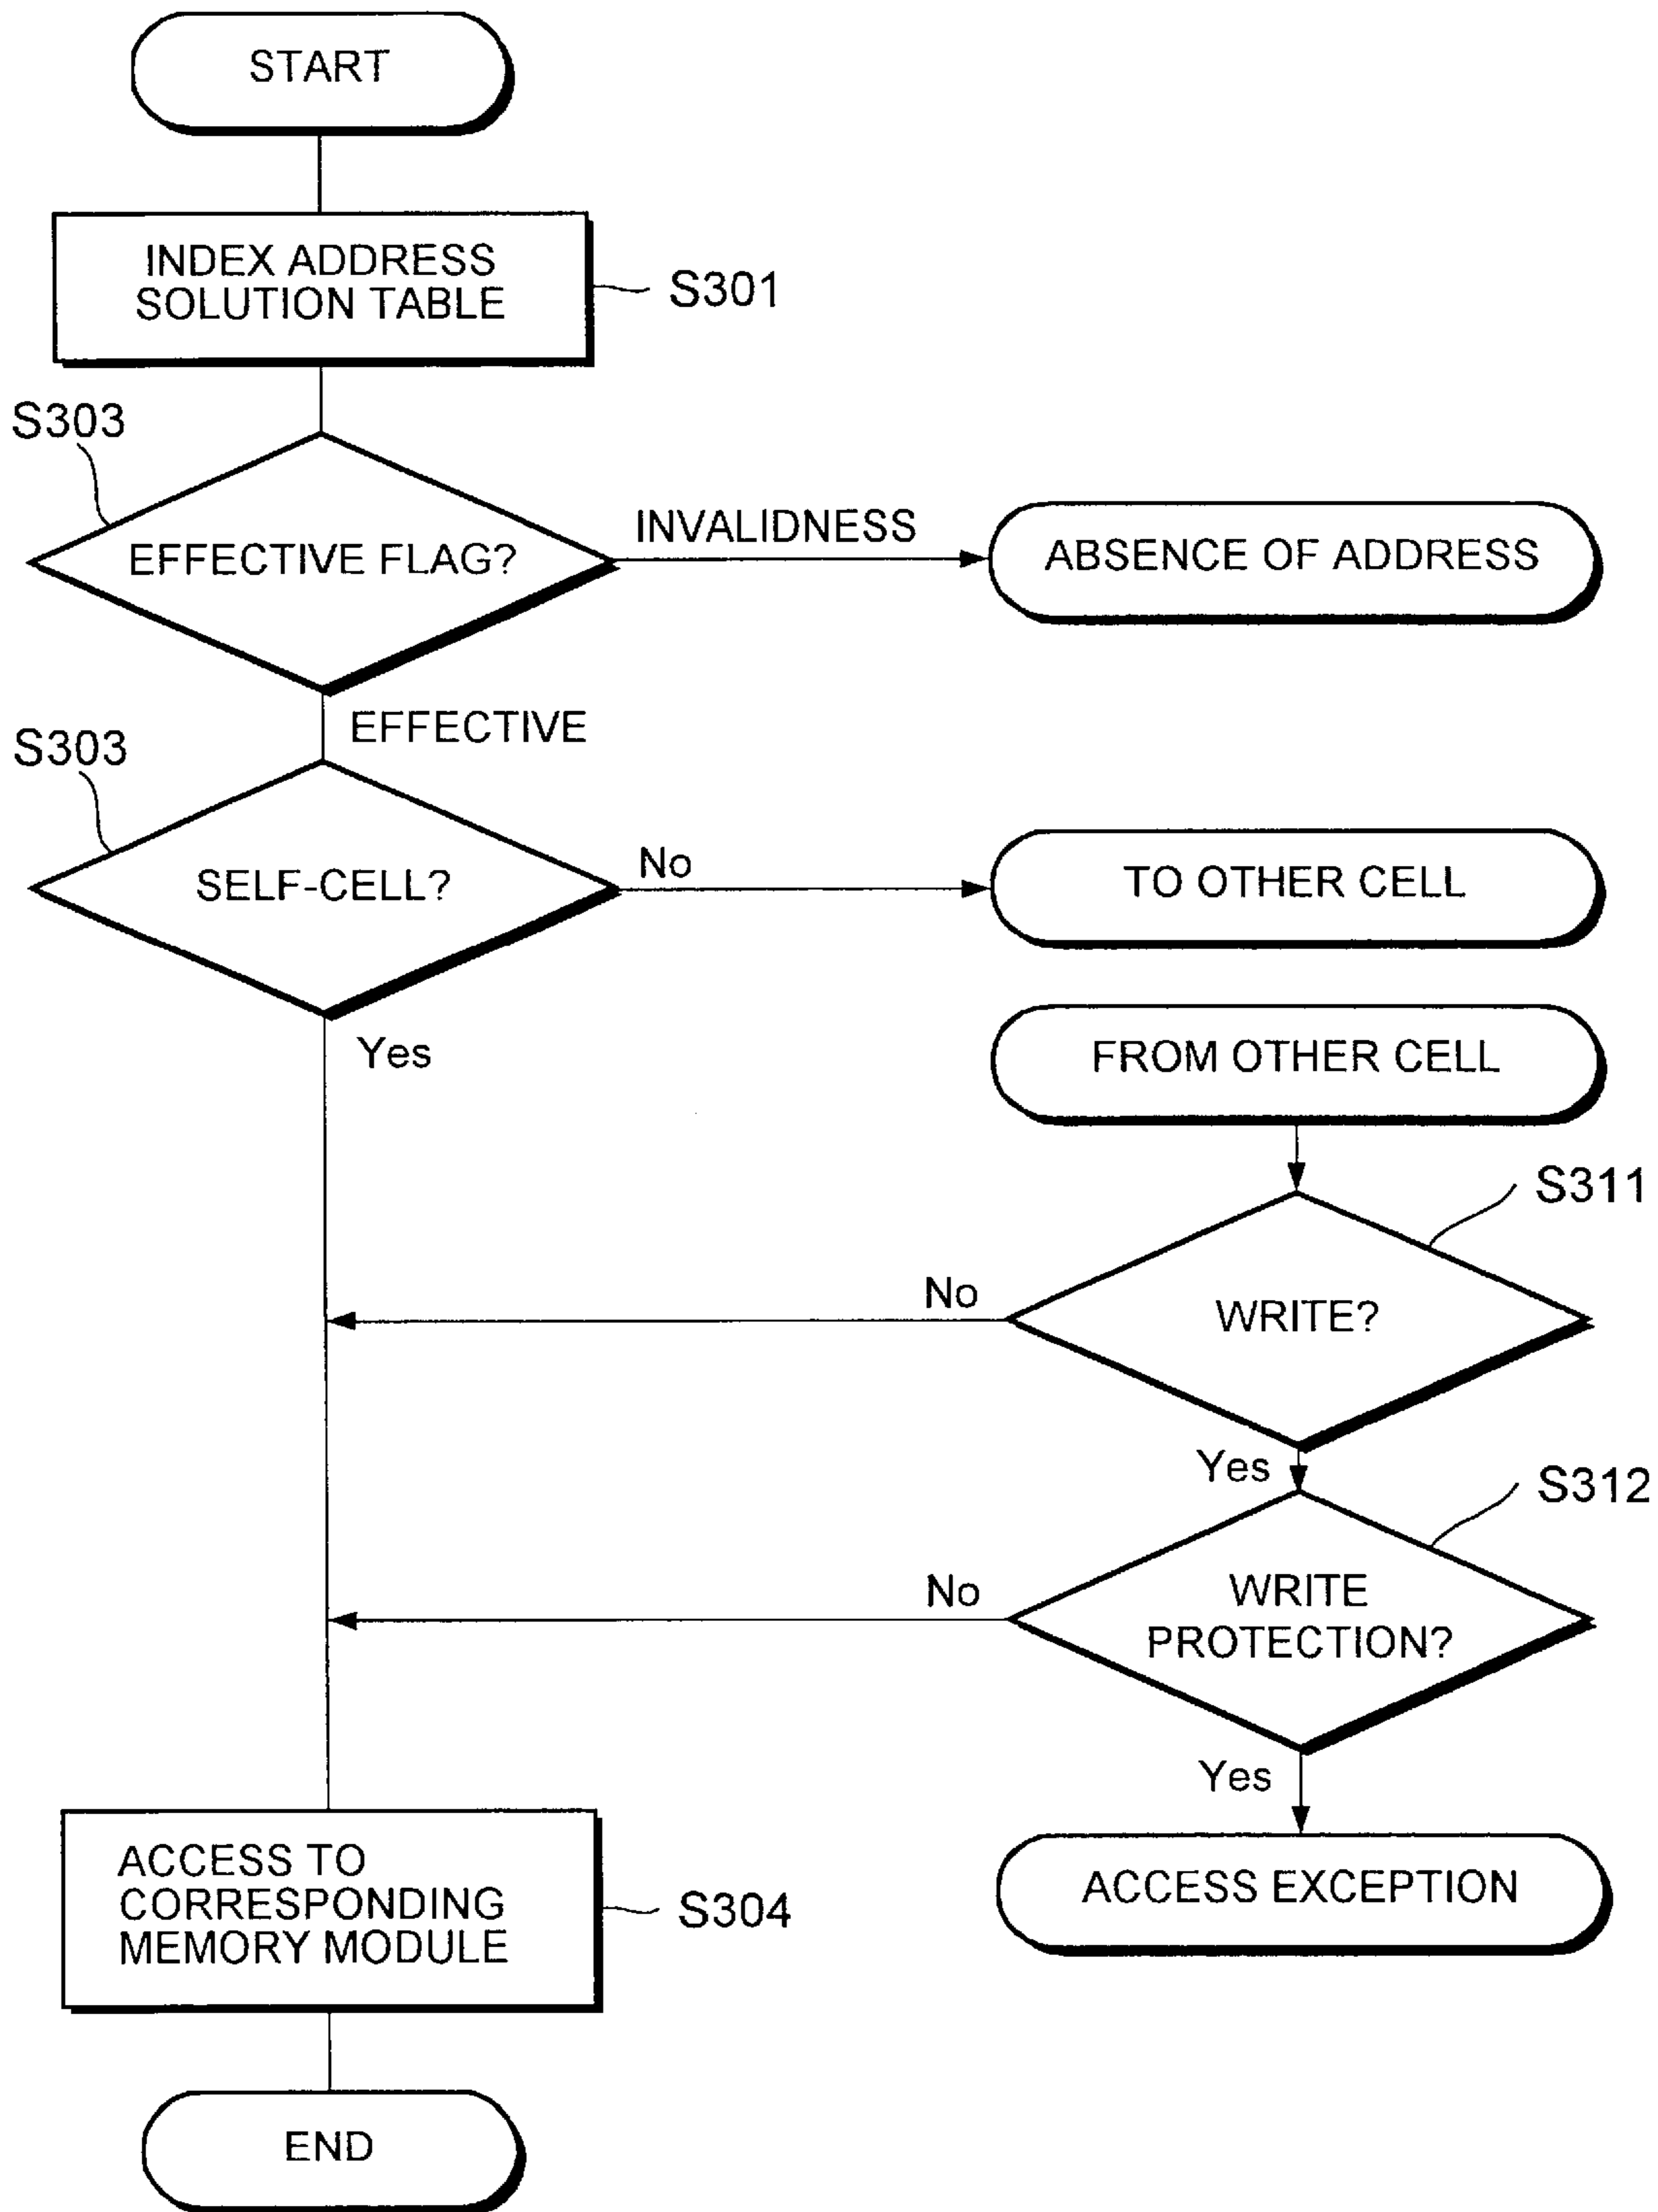 START
INDEX ADDRESS
SOLUTION TABLE
S301
S303
EFFECTIVE FLAG?
INVALIDNESS
ABSENCE OF ADDRESS
EFFECTIVE
S303
SELF-CELL?
No
TO OTHER CELL
Yes
FROM OTHER CELL
S311
WRITE?
No
Yes
S312
WRITE
PROTECTION?
No
Yes
ACCESS EXCEPTION
ACCESS TO
CORRESPONDING
MEMORY MODULE
S304
END